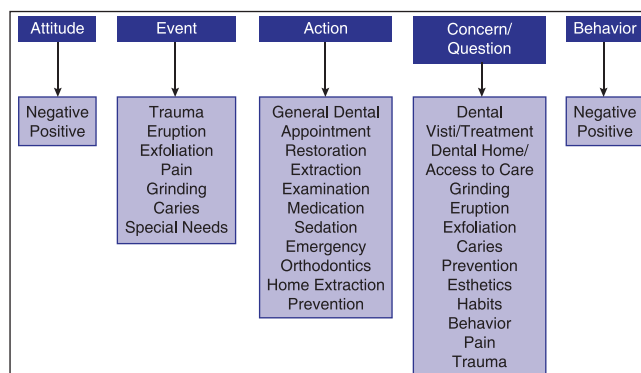 Attitude
Negative
Positive
Event
Trauma
Eruption
Exfoliation
Pain
Grinding
Caries
Special Needs
Action
General Dental
Appointment
Restoration
Extraction
Examination
Medication
Sedation
Emergency
Orthodontics
Home Extraction
Prevention
Concern/
Question
Dental
Visti/Treatment
Dental Home/
Access to Care
Grinding
Eruption
Exfoliation
Caries
Prevention
Esthetics
Habits
Behavior
Pain
Trauma
Behavior
Negative
Positive